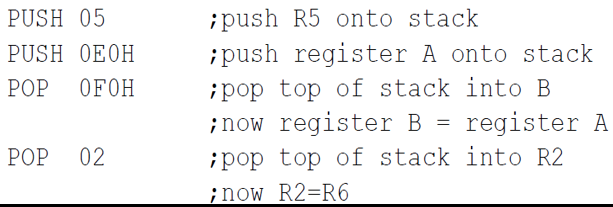 PUSH 05 ;push R5 onto stack
PUSH 0E0H ;push register A onto stack
POP 0F0H ;pop top of stack into B
;now register B = register A
POP 02 ;pop top of stack into R2
;now R2=R6